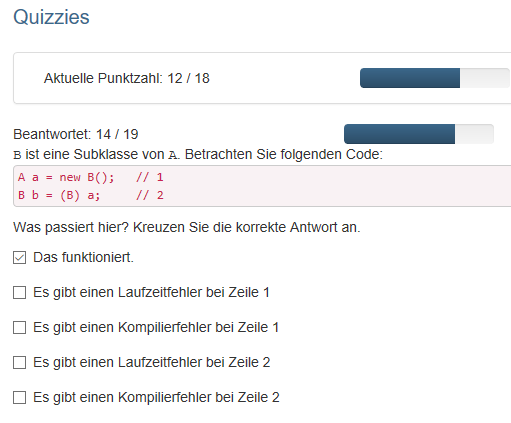 Quizzies
Aktuelle Punktzahl: 12 / 18
Beantwortet: 14 / 19
B ist eine Subklasse von A. Betrachten Sie folgenden Code:
A a = new B();   // 1
B b = (B) a;     // 2
Was passiert hier? Kreuzen Sie die korrekte Antwort an.
Das funktioniert.
Es gibt einen Laufzeitfehler bei Zeile 1
Es gibt einen Kompilierfehler bei Zeile 1
Es gibt einen Laufzeitfehler bei Zeile 2
Es gibt einen Kompilierfehler bei Zeile 2